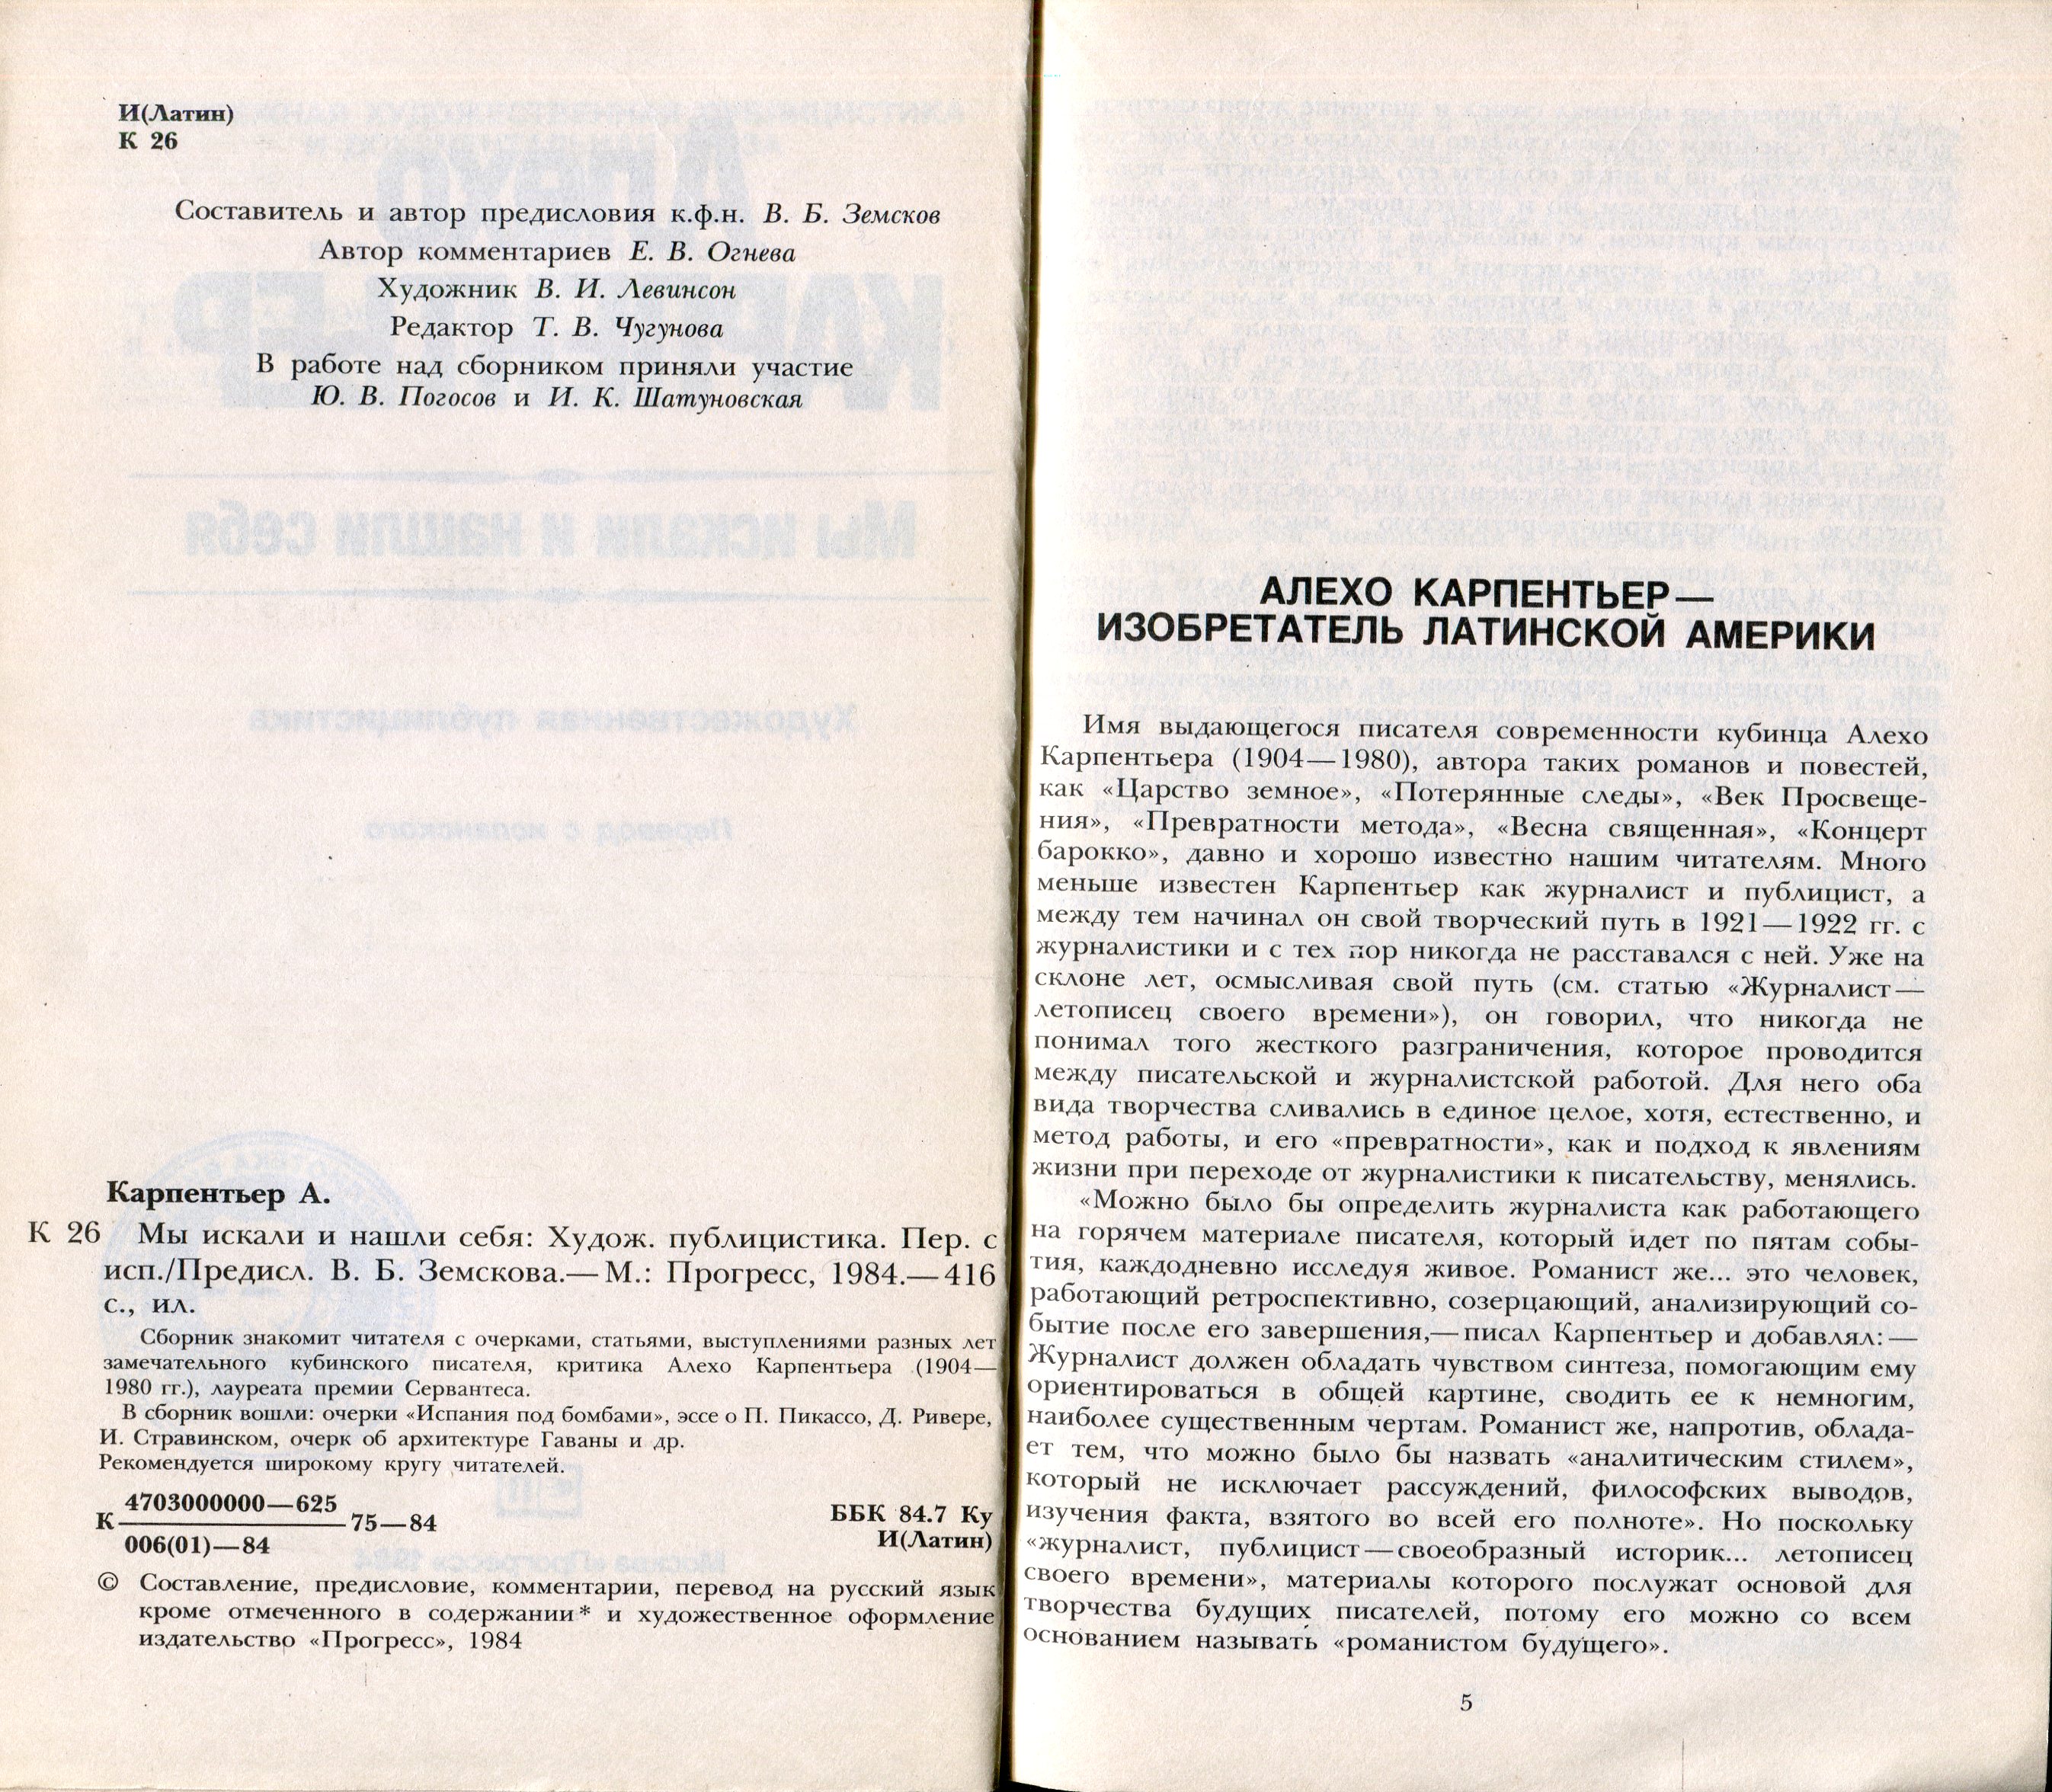 И(Латин)
К 26
Составитель и автор предисловия к.ф.н. В. Б. Земсков
Автор комментариев Е. В. Огнева
Художник В. И. Левинсон
Редактор Т. В. Чугунова
В работе над сборником приняли участие
Ю. В. Погосов и И. К. Шатуновская
Карпентьер А.
К 26 Мы искали и нашли себя: Худож. публицистика. Пер. с
исп./Предисл. В. Б. Земскова.— М.: Прогресс, 1984.— 416
с., ил.
Сборник знакомит читателя с очерками, статьями, выступлениями разных лет
замечательного кубинского писателя, критика Алехо Карпентьера (1904—
1980 гг.), лауреата премии Сервантеса.
В сборник вошли: очерки «Испания под бомбами», эссе о П. Пикассо, Д. Ривере,
И. Стравинском, очерк об архитектуре Гаваны и др.
Рекомендуется широкому кругу читателей.
4703000000—625
К 75—84
006(01)—84
ББК 84.7 Ку
И(Латин)
© Составление, предисловие, комментарии, перевод на русский язык
кроме отмеченного в содержании* и художественное оформление
издательство «Прогресс», 1984
АЛЕХО КАРПЕНТЬЕР—
ИЗОБРЕТАТЕЛЬ ЛАТИНСКОЙ АМЕРИКИ
Имя выдающегося писателя современности кубинца Алехо
Карпентьера (1904—1980), автора таких романов и повестей,
как «Царство земное», «Потерянные следы», «Век Просвеще-
ния», «Превратности метода», «Весна священная», «Концерт
барокко», давно и хорошо известно нашим читателям. Много
меньше известен Карпентьер как журналист и публицист, а
между тем начинал он свой творческий путь в 1921—1922 гг. с
журналистики и с тех пор никогда не расставался с ней. Уже на
склоне лет, осмысливая свой путь (см. статью «Журналист—
летописец своего времени»), он говорил, что никогда не
понимал того жесткого разграничения, которое проводится
между писательской и журналистской работой. Для него оба
вида творчества сливались в единое целое, хотя, естественно, и
метод работы, и его «превратности», как и подход к явлениям
жизни при переходе от журналистики к писательству, менялись.
«Можно было бы определить журналиста как работающего
на горячем материале писателя, который идет по пятам собы-
тия, каждодневно исследуя живое. Романист же... это человек,
работающий ретроспективно, созерцающий, анализирующий со-
бытие после его завершения,— писал Карпентьер и добавлял: —
Журналист должен обладать чувством синтеза, помогающим ему
ориентироваться в общей картине, сводить ее к немногим,
наиболее существенным чертам. Романист же, напротив, облада-
ет тем, что можно было бы назвать «аналитическим стилем»,
который не исключает рассуждений, философских выводов,
изучения факта, взятого во всей его полноте». Но поскольку
«журналист, публицист — своеобразный историк... летописец
своего времени», материалы которого послужат основой для
творчества будущих писателей, потому его можно со всем
основанием называть «романистом будущего».
5